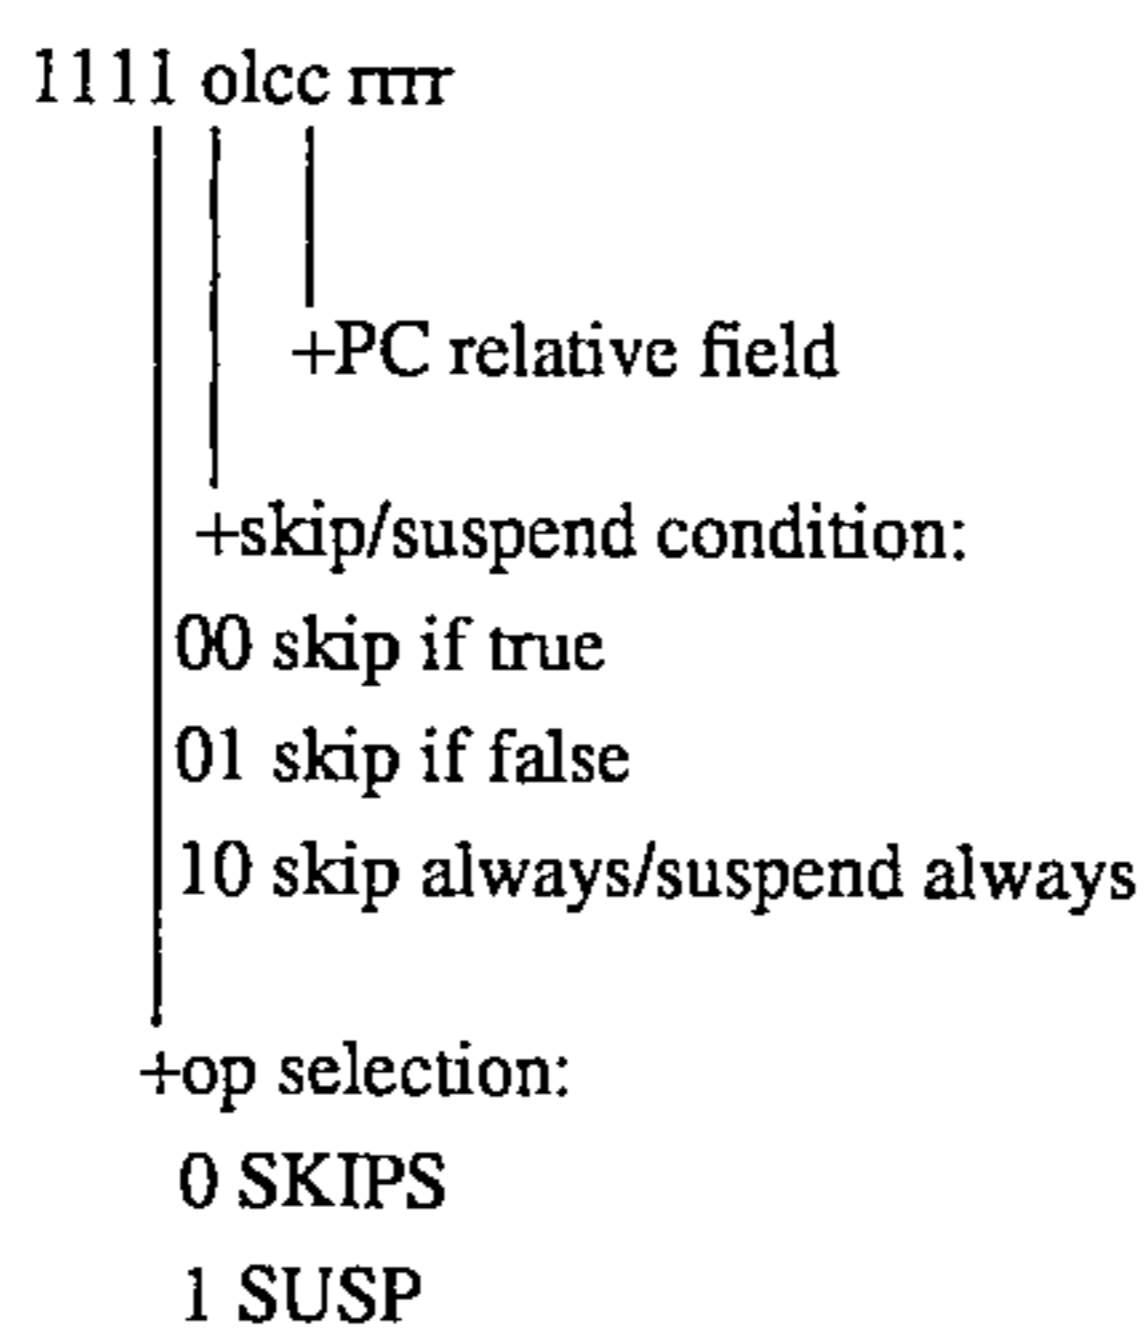 1111 olcc rrrr
+PC relative field
+skip/suspend condition:
00 skip if true
01 skip if false
10 skip always/suspend always
+op selection:
0 SKIPS
1 SUSP